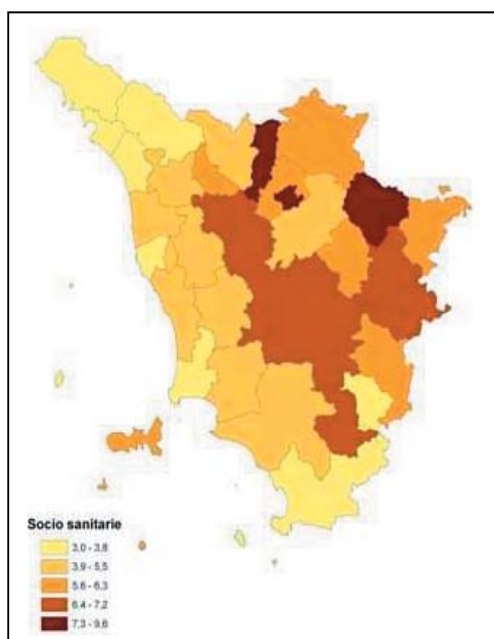 Socio sanitarie
3,0 - 3,8
3,9 - 5,5
5,6 - 6,3
6,4 - 7,2
7,3 - 9,6